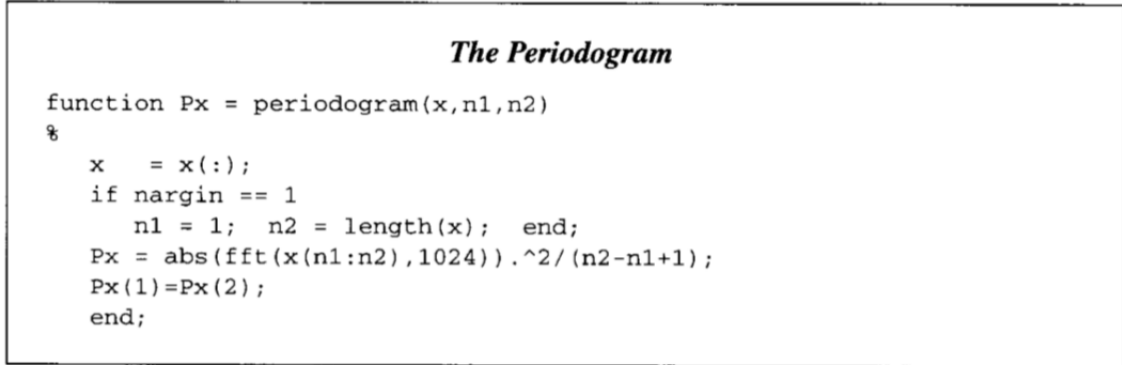 The Periodogram
function Px = periodogram(x,n1,n2)
%
x = x(:);
if nargin == 1
n1 = 1; n2 = length(x); end;
Px = abs(fft(x(n1:n2),1024)).^2/(n2-n1+1);
Px(1)=Px(2);
end;